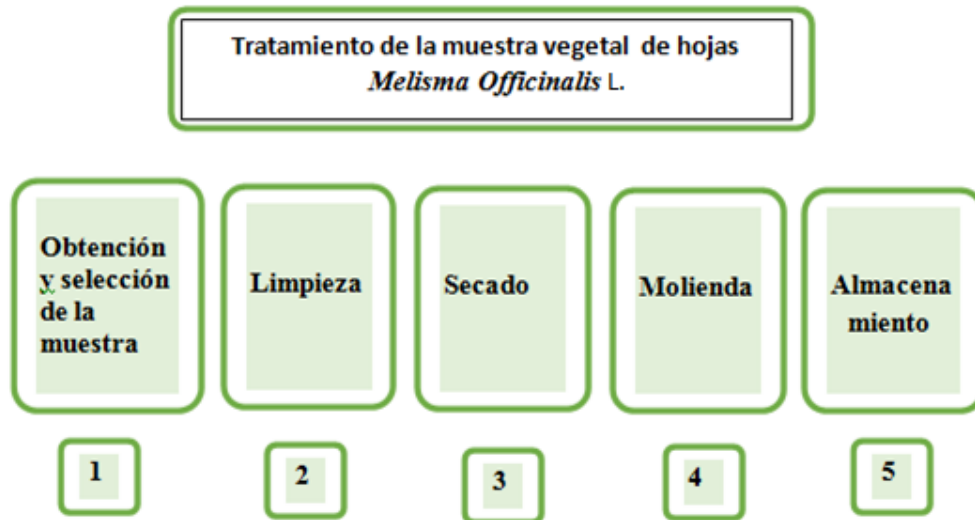 Tratamiento de la muestra vegetal de hojas
Melisma Officinalis L.
Obtención
y selección
de la
muestra
Limpieza
Secado
Molienda
Almacena
miento
1
2
3
4
5